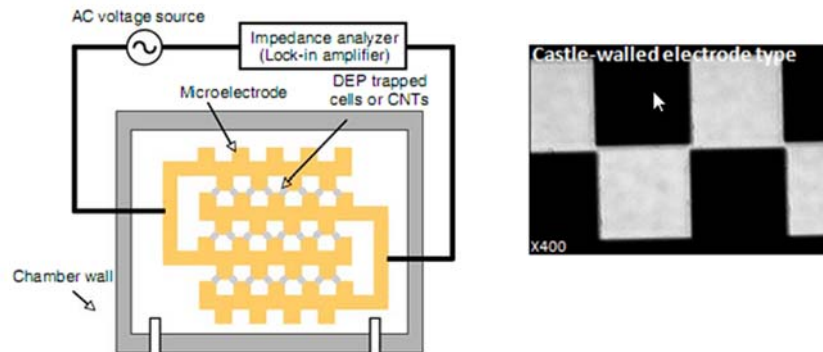 AC voltage source
Impedance analyzer
(Lock-in amplifier)
Microelectrode
DEP trapped
cells or CNTs
Chamber wall
Castle-walled electrode type
X400